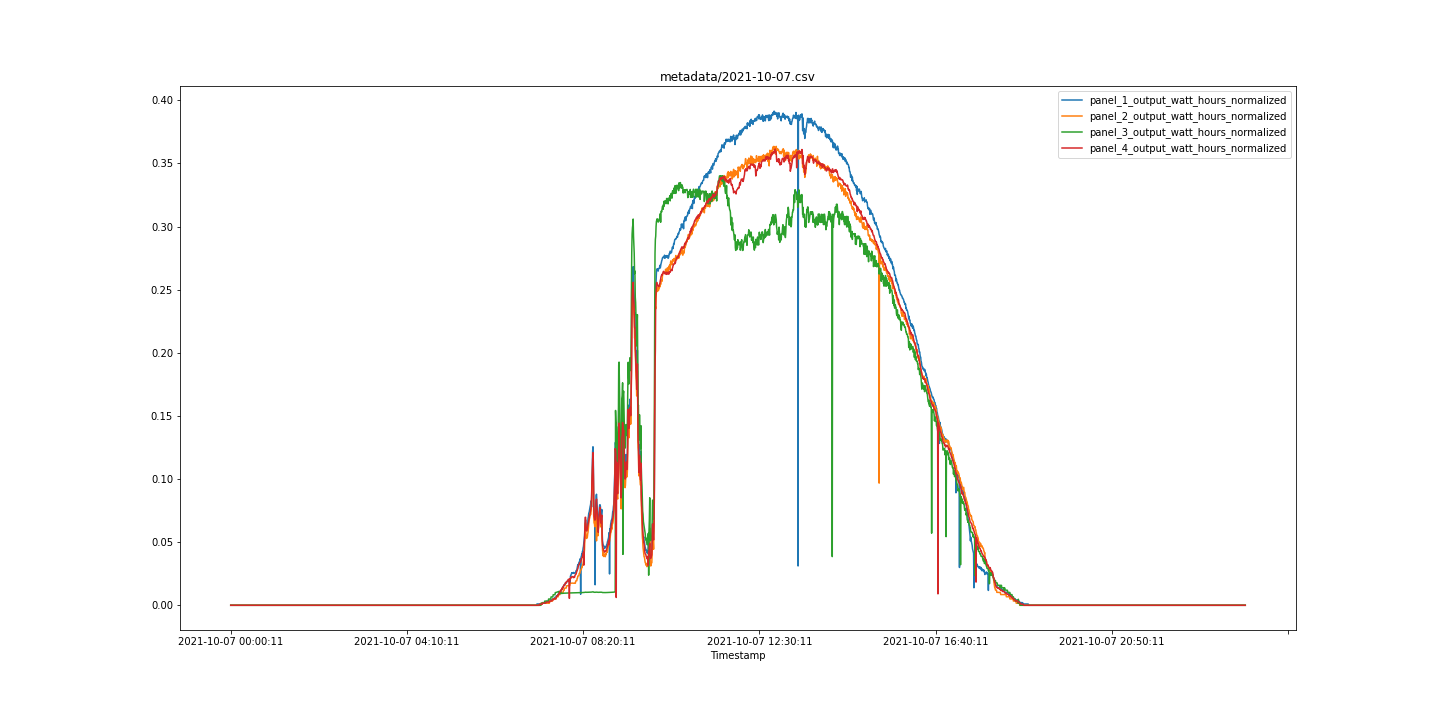 metadata/2021-10-07.csv
panel_1_output_watt_hours_normalized
panel_2_output_watt_hours_normalized
panel_3_output_watt_hours_normalized
panel_4_output_watt_hours_normalized
0.40
0.35
0.30
0.25
0.20
0.15
0.10
0.05
0.00
2021-10-07 00:00:11 2021-10-07 04:10:11 2021-10-07 08:20:11 2021-10-07 12:30:11 2021-10-07 16:40:11 2021-10-07 20:50:11
Timestamp